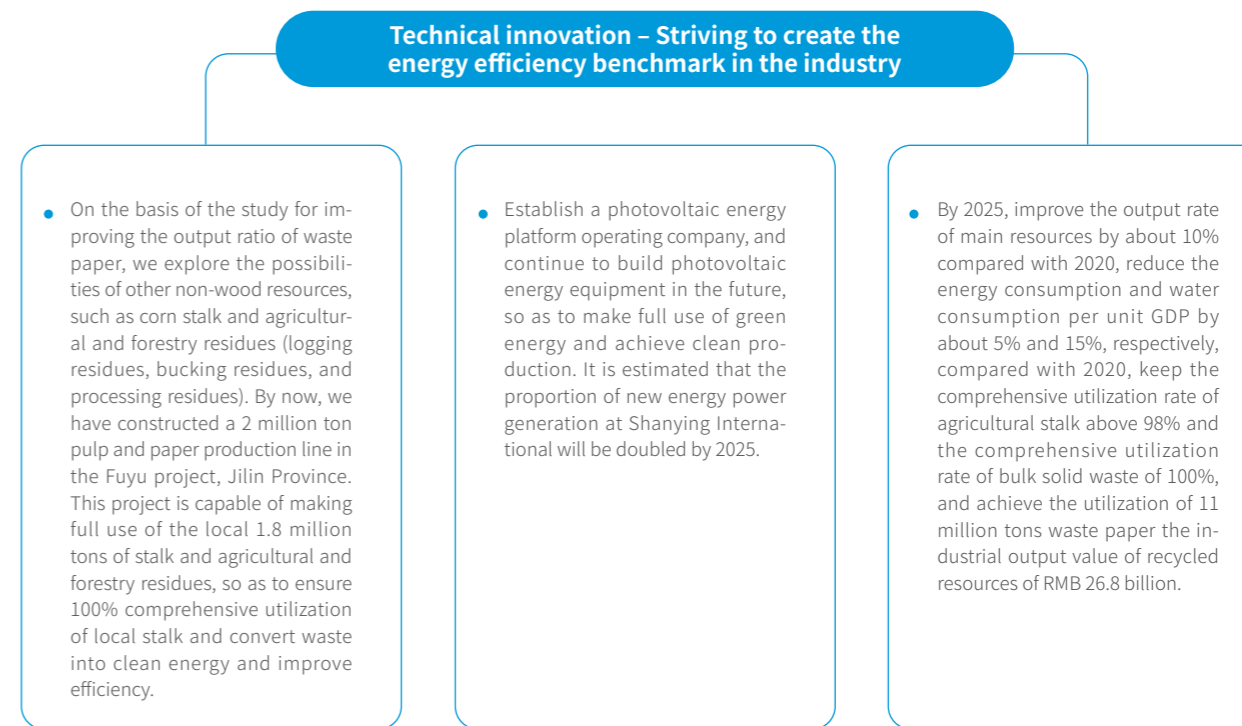 Technical innovation – Striving to create the
energy efficiency benchmark in the industry
On the basis of the study for im-
proving the output ratio of waste
paper, we explore the possibili-
ties of other non-wood resources,
such as corn stalk and agricultur-
al and forestry residues (logging
residues, bucking residues, and
processing residues). By now, we
have constructed a 2 million ton
pulp and paper production line in
the Fuyu project, Jilin Province.
This project is capable of making
full use of the local 1.8 million
tons of stalk and agricultural and
forestry residues, so as to ensure
100% comprehensive utilization
of local stalk and convert waste
into clean energy and improve
efficiency.
Establish a photovoltaic energy
platform operating company, and
continue to build photovoltaic
energy equipment in the future,
so as to make full use of green
energy and achieve clean pro-
duction. It is estimated that the
proportion of new energy power
generation at Shanying Interna-
tional will be doubled by 2025.
By 2025, improve the output rate
of main resources by about 10%
compared with 2020, reduce the
energy consumption and water
consumption per unit GDP by
about 5% and 15%, respectively,
compared with 2020, keep the
comprehensive utilization rate of
agricultural stalk above 98% and
the comprehensive utilization
rate of bulk solid waste of 100%,
and achieve the utilization of 11
million tons waste paper the in-
dustrial output value of recycled
resources of RMB 26.8 billion.